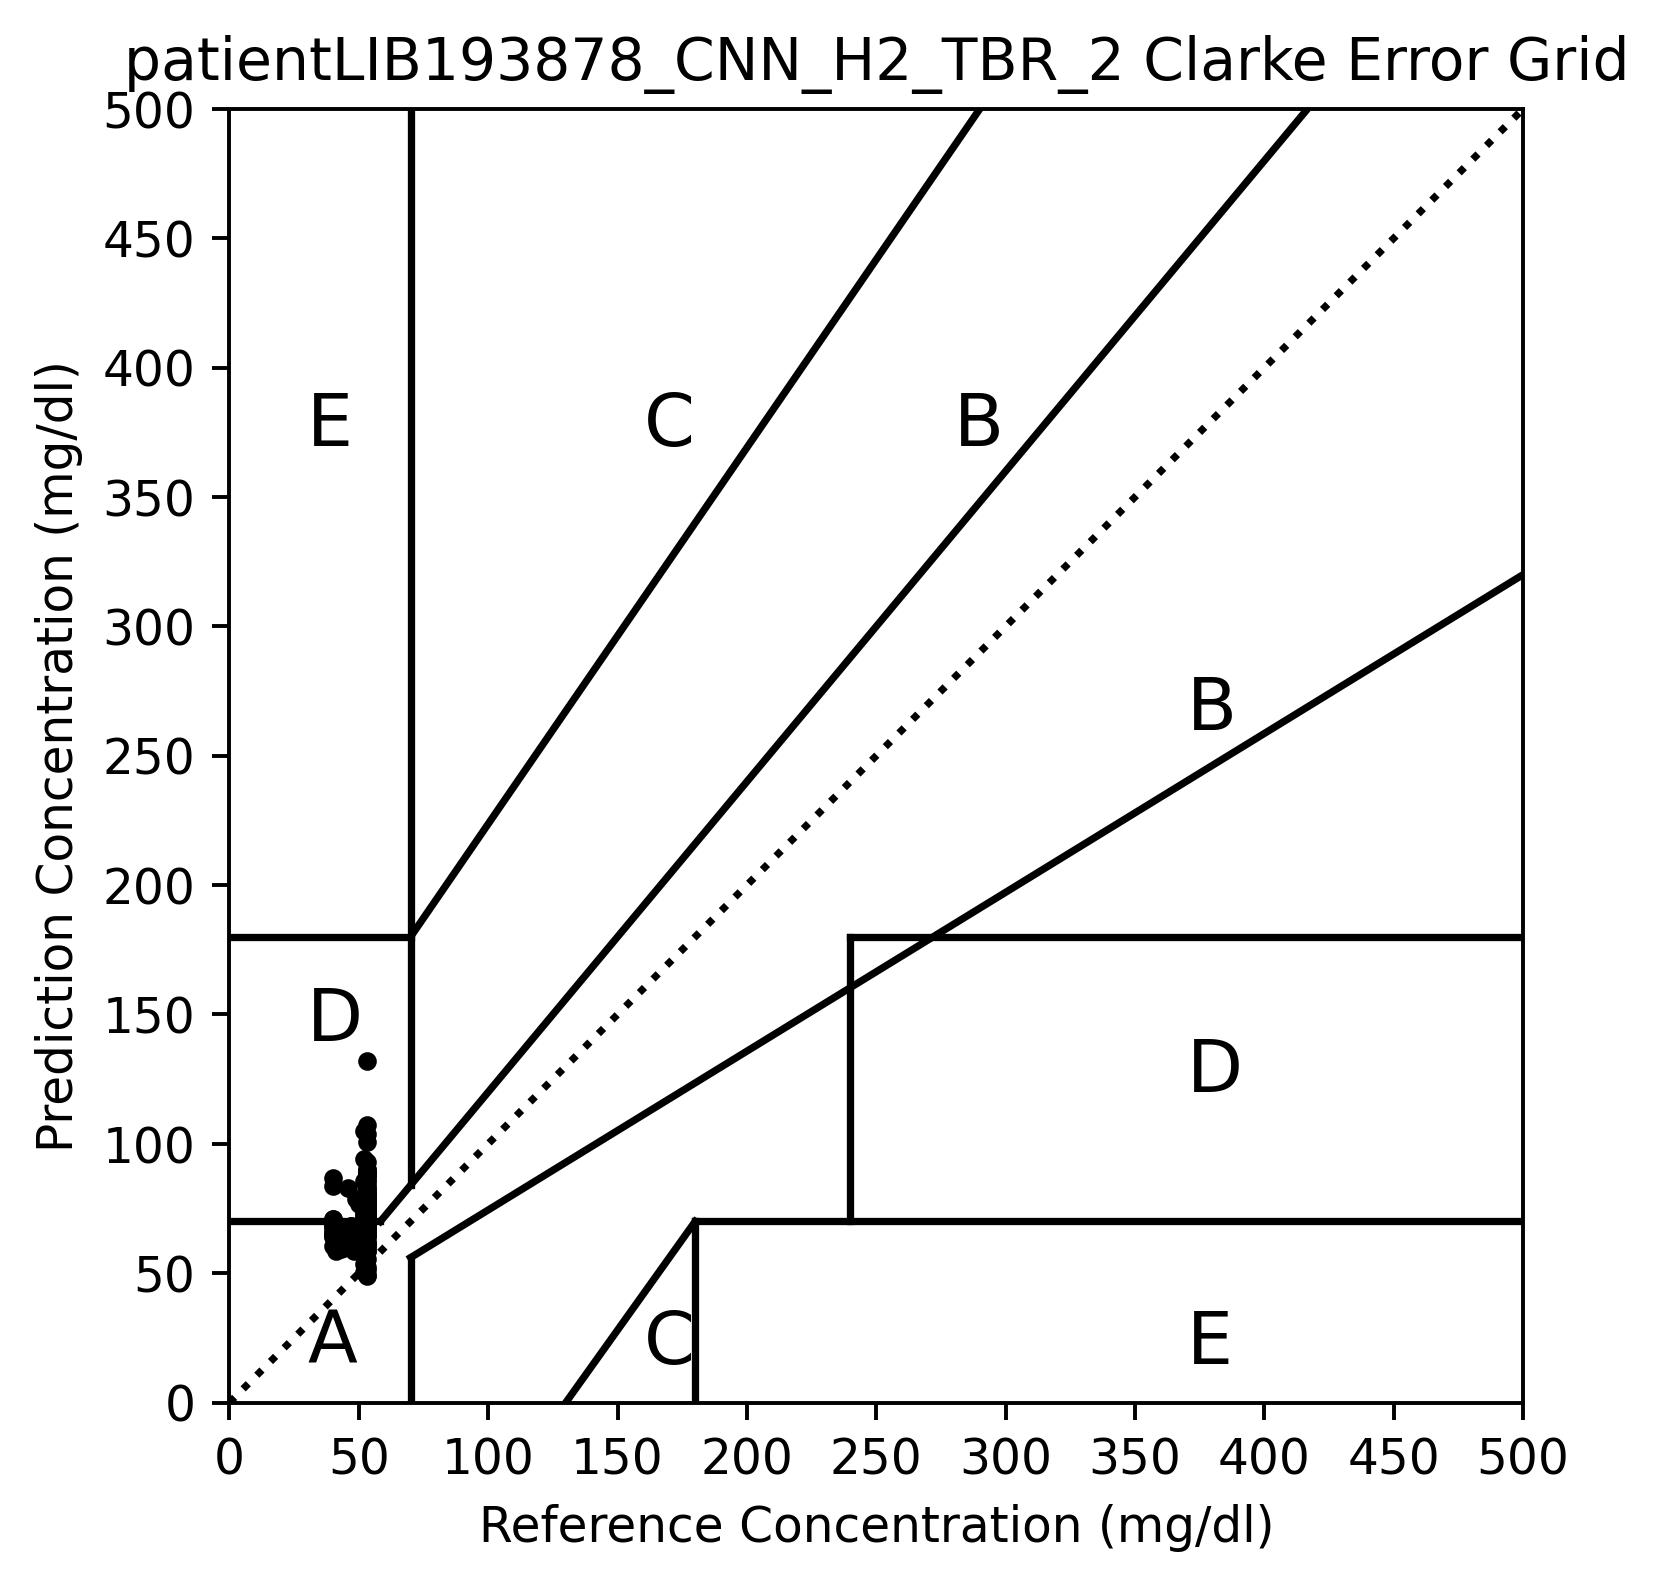 patientLIB193878_CNN_H2_TBR_2 Clarke Error Grid
500
450
400
350
300
250
200
150
100
50
0
Prediction Concentration (mg/dl)
E
C
B
B
D
D
A
C
E
0 50 100 150 200 250 300 350 400 450 500
Reference Concentration (mg/dl)